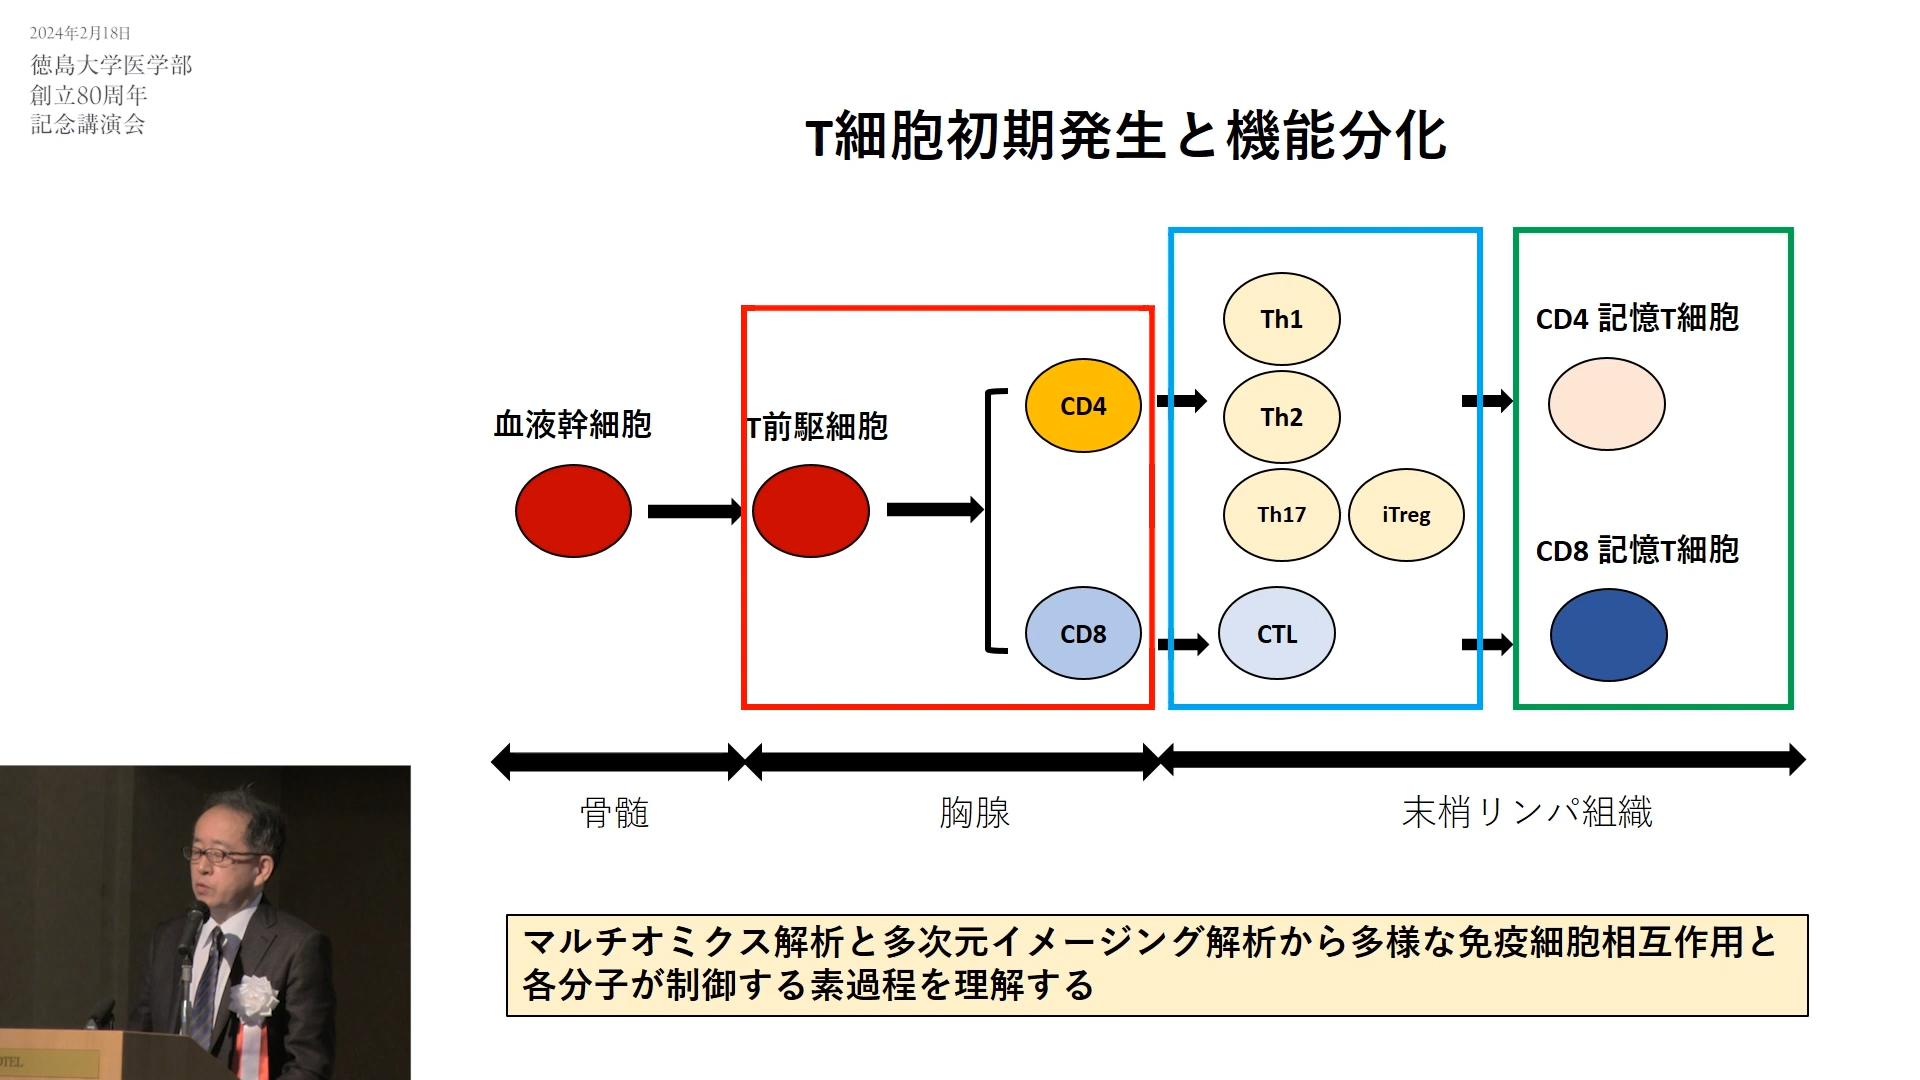 2024年2月18日
徳島大学医学部
創立80周年
記念講演会
T細胞初期発生と機能分化
血液幹細胞
T前駆細胞
CD4
CD8
Th1
Th2
Th17
iTreg
CTL
CD4 記憶T細胞
CD8 記憶T細胞
骨髄
胸腺
末梢リンパ組織
マルチオミクス解析と多次元イメージング解析から多様な免疫細胞相互作用と
各分子が制御する素過程を理解する